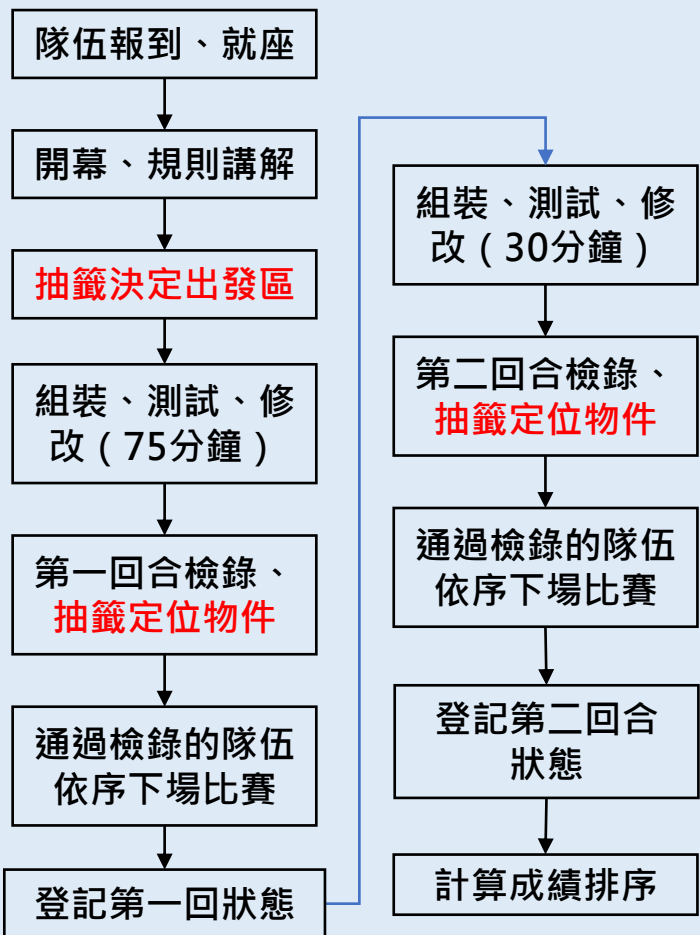 隊伍報到、就座
開幕、規則講解
抽籤決定出發區
組裝、測試、修
改（75分鐘）
第一回合檢錄、
抽籤定位物件
通過檢錄的隊伍
依序下場比賽
登記第一回狀態
組裝、測試、修
改（30分鐘）
第二回合檢錄、
抽籤定位物件
通過檢錄的隊伍
依序下場比賽
登記第二回合
狀態
計算成績排序